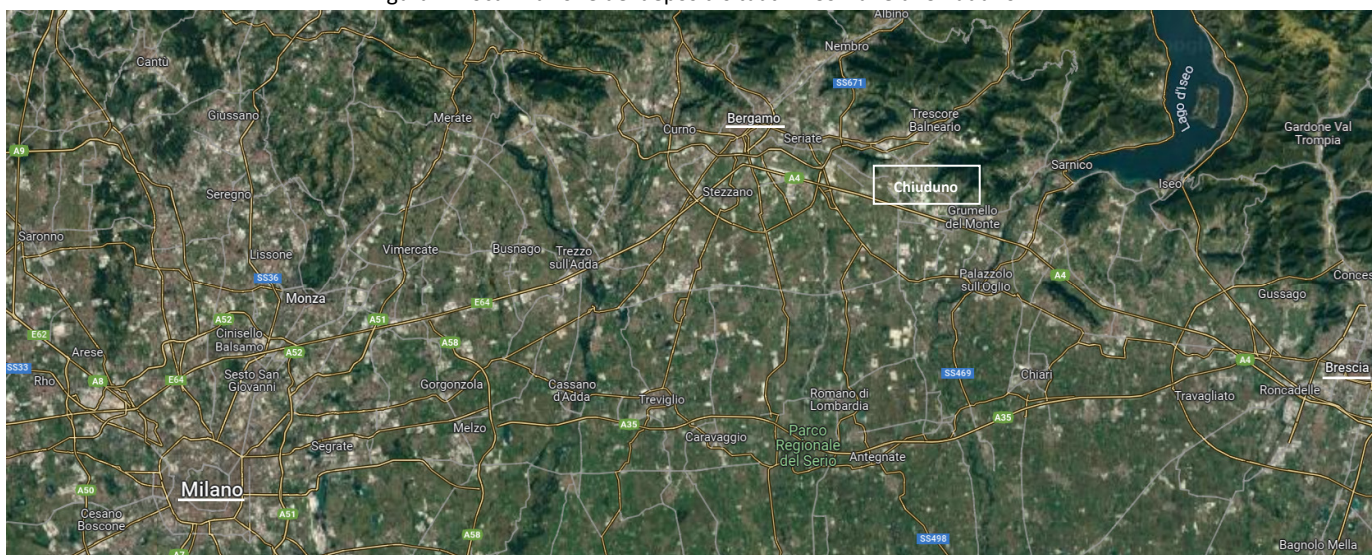 Albino
Nembro
Cantù
SS671
Giussano
Merate
Curno
Bergamo
Seriate
Trescore
Balneario
Lago d'Iseo
Gardone Val
Trompia
A9
Sarnico
Iseo
Seregno
Stezzano
A4
Chiuduno
Grumello
del Monte
Saronno
Lissone
Vimercate
Busnago
Trezzo
sull'Adda
SS36
Monza
Palazzolo
sull'Oglio
A4
Conces
Gussago
E64
A52
A51
E62
Cinisello
Balsamo
A58
Arese
A52
A4
SS33
Rho
A8
E64
Sesto San
Giovanni
Gorgonzola
Cassano
d'Adda
Treviglio
Romano di
Lombardia
SS469
Chiari
Brescia
Roncadelle
Travagliato
Melzo
A35
Caravaggio
A35
Segrate
Parco
Regionale
del Serio
Antegnate
A50
Milano
Cesano
Boscone
A51
A58
SS498
A7
Bagnolo Mella